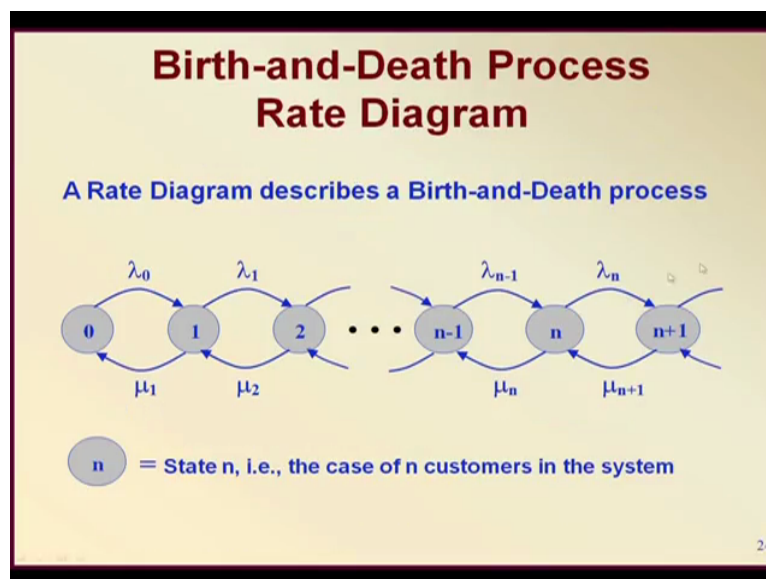 Birth-and-Death Process
Rate Diagram
A Rate Diagram describes a Birth-and-Death process
λ0 λ1 λn-1 λn
0 1 2 • • • n-1 n n+1
μ1 μ2 μn μn+1
n = State n, i.e., the case of n customers in the system